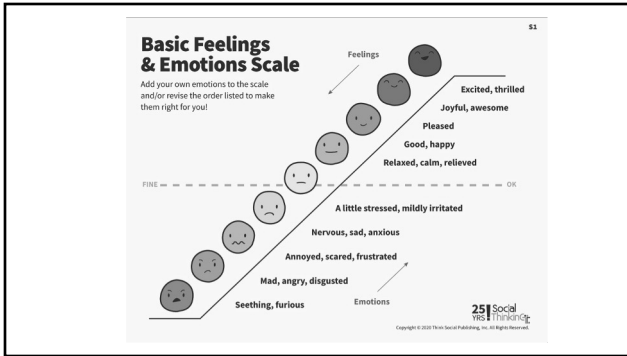 S1
Basic Feelings
& Emotions Scale
Add your own emotions to the scale
and/or revise the order listed to make
them right for you!
Feelings
Excited, thrilled
Joyful, awesome
Pleased
Good, happy
Relaxed, calm, relieved
FINE
OK
A little stressed, mildly irritated
Nervous, sad, anxious
Annoyed, scared, frustrated
Mad, angry, disgusted
Seething, furious
Emotions
25 YRS Social
Thinking
Copyright © 2020 Think Social Publishing, Inc. All Rights Reserved.